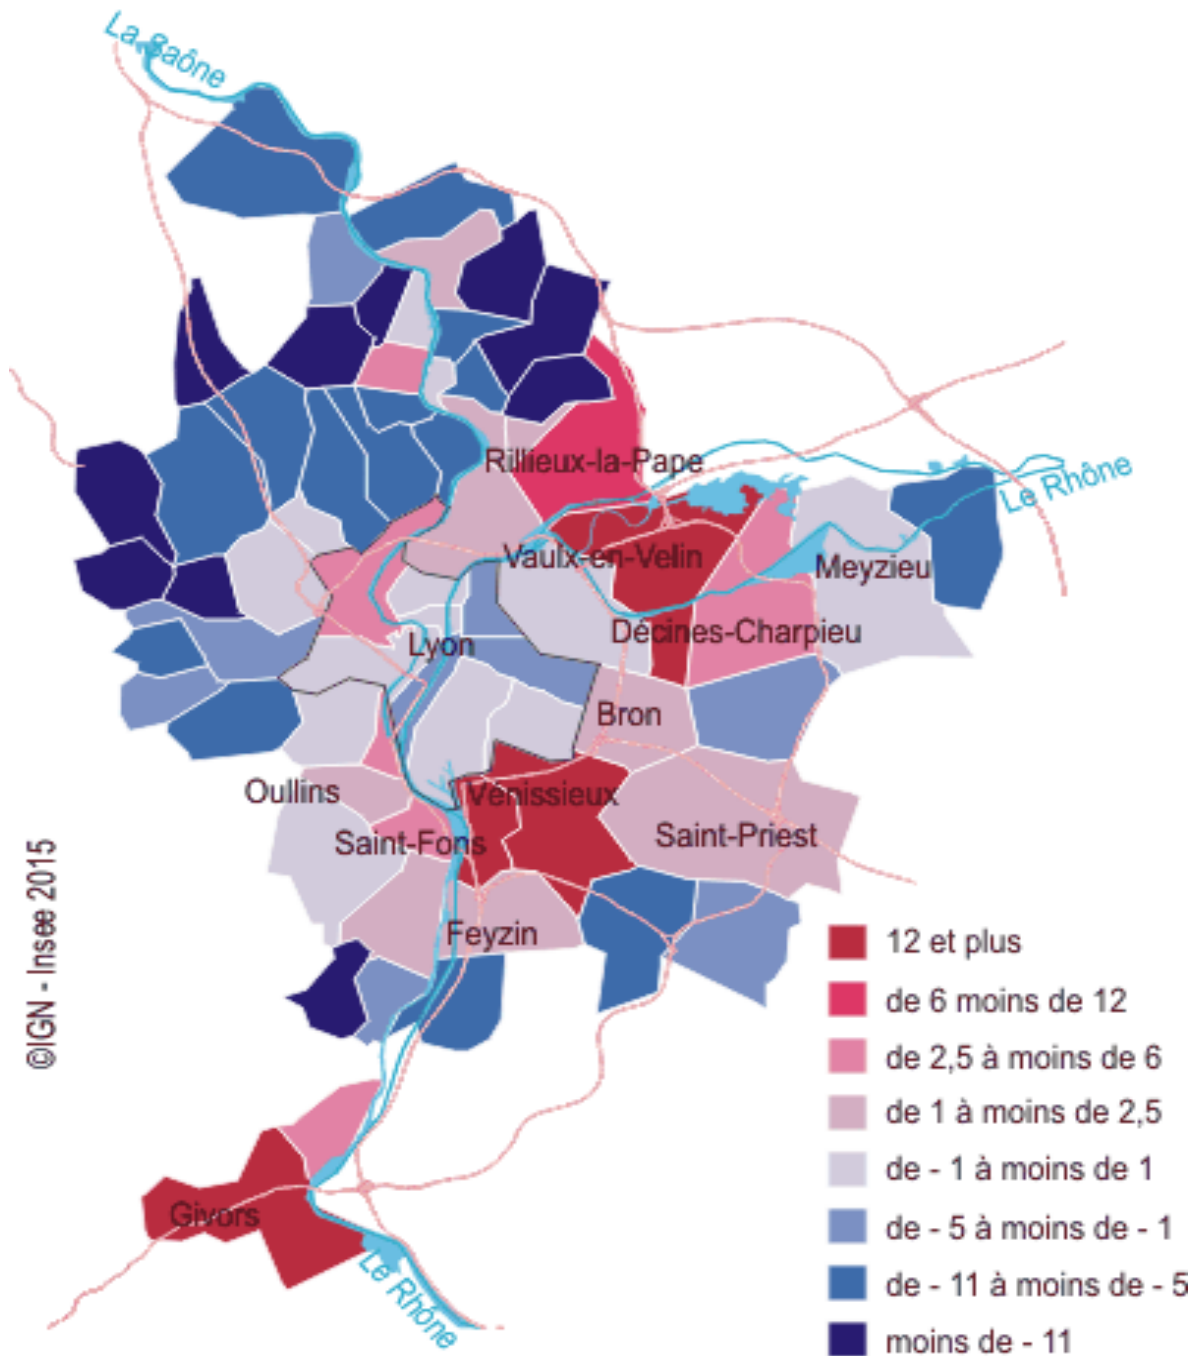 La Saône
Rillieux-la-Pape
Le Rhône
Vaulx-en-Velin
Meyzieu
Décines-Charpieu
Lyon
Bron
Oullins
Vénissieux
Saint-Fons
Saint-Priest
Feyzin
©IGN - Insee 2015
12 et plus
de 6 moins de 12
de 2,5 à moins de 6
de 1 à moins de 2,5
de - 1 à moins de 1
de - 5 à moins de - 1
de - 11 à moins de - 5
moins de - 11
Givors
Le Rhône